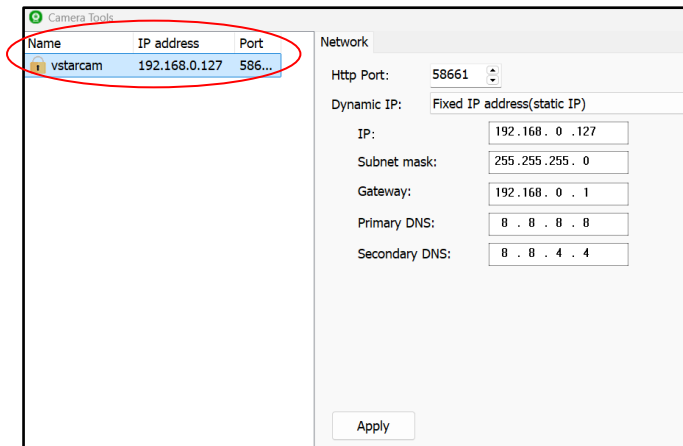 Camera Tools
Name IP address Port
vstarcam 192.168.0.127 586...
Network
Http Port: 58661
Dynamic IP: Fixed IP address(static IP)
IP: 192.168. 0 .127
Subnet mask: 255.255.255. 0
Gateway: 192.168. 0 . 1
Primary DNS: 8 . 8 . 8 . 8
Secondary DNS: 8 . 8 . 4 . 4
Apply